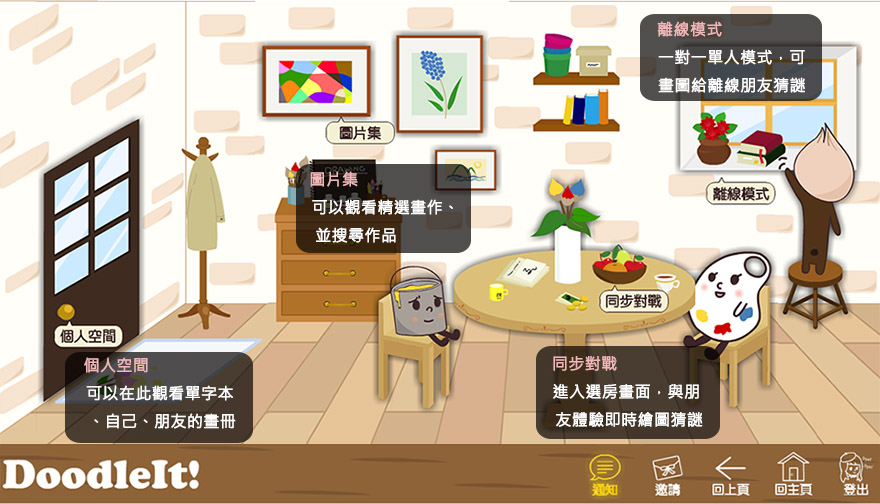 離線模式
一對一單人模式，可
畫圖給離線朋友猜謎
圖片集
圖片集
可以觀看精選畫作、
並搜尋作品
離線模式
同步對戰
個人空間
個人空間
可以在此觀看單字本
、自己、朋友的畫冊
同步對戰
進入選房畫面，與朋
友體驗即時繪圖猜謎
DoodleIt!
通知
邀請
回上頁
回主頁
登出